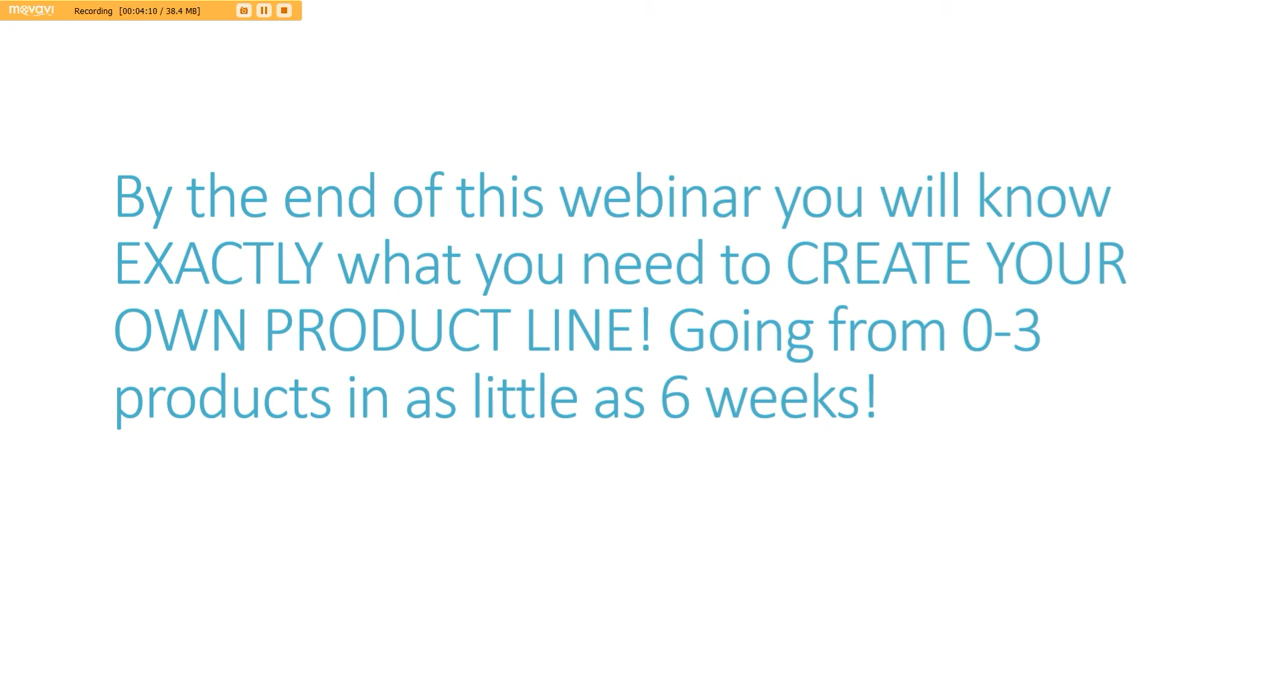 movavi Recording [00:04:10 / 38.4 MB]
By the end of this webinar you will know
EXACTLY what you need to CREATE YOUR
OWN PRODUCT LINE! Going from 0-3
products in as little as 6 weeks!